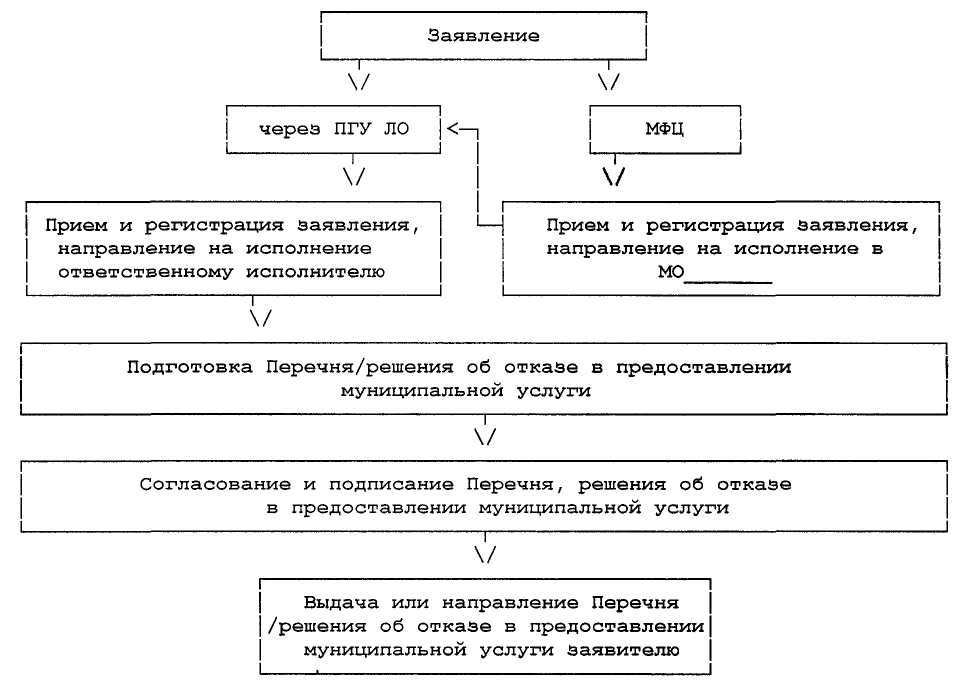 Заявление
через ПГУ ЛО
МФЦ
Прием и регистрация заявления,
направление на исполнение
ответственному исполнителю
Прием и регистрация заявления,
направление на исполнение в
МО_________
Подготовка Перечня/решения об отказе в предоставлении
муниципальной услуги
Согласование и подписание Перечня, решения об отказе
в предоставлении муниципальной услуги
Выдача или направление Перечня
/решения об отказе в предоставлении
муниципальной услуги заявителю